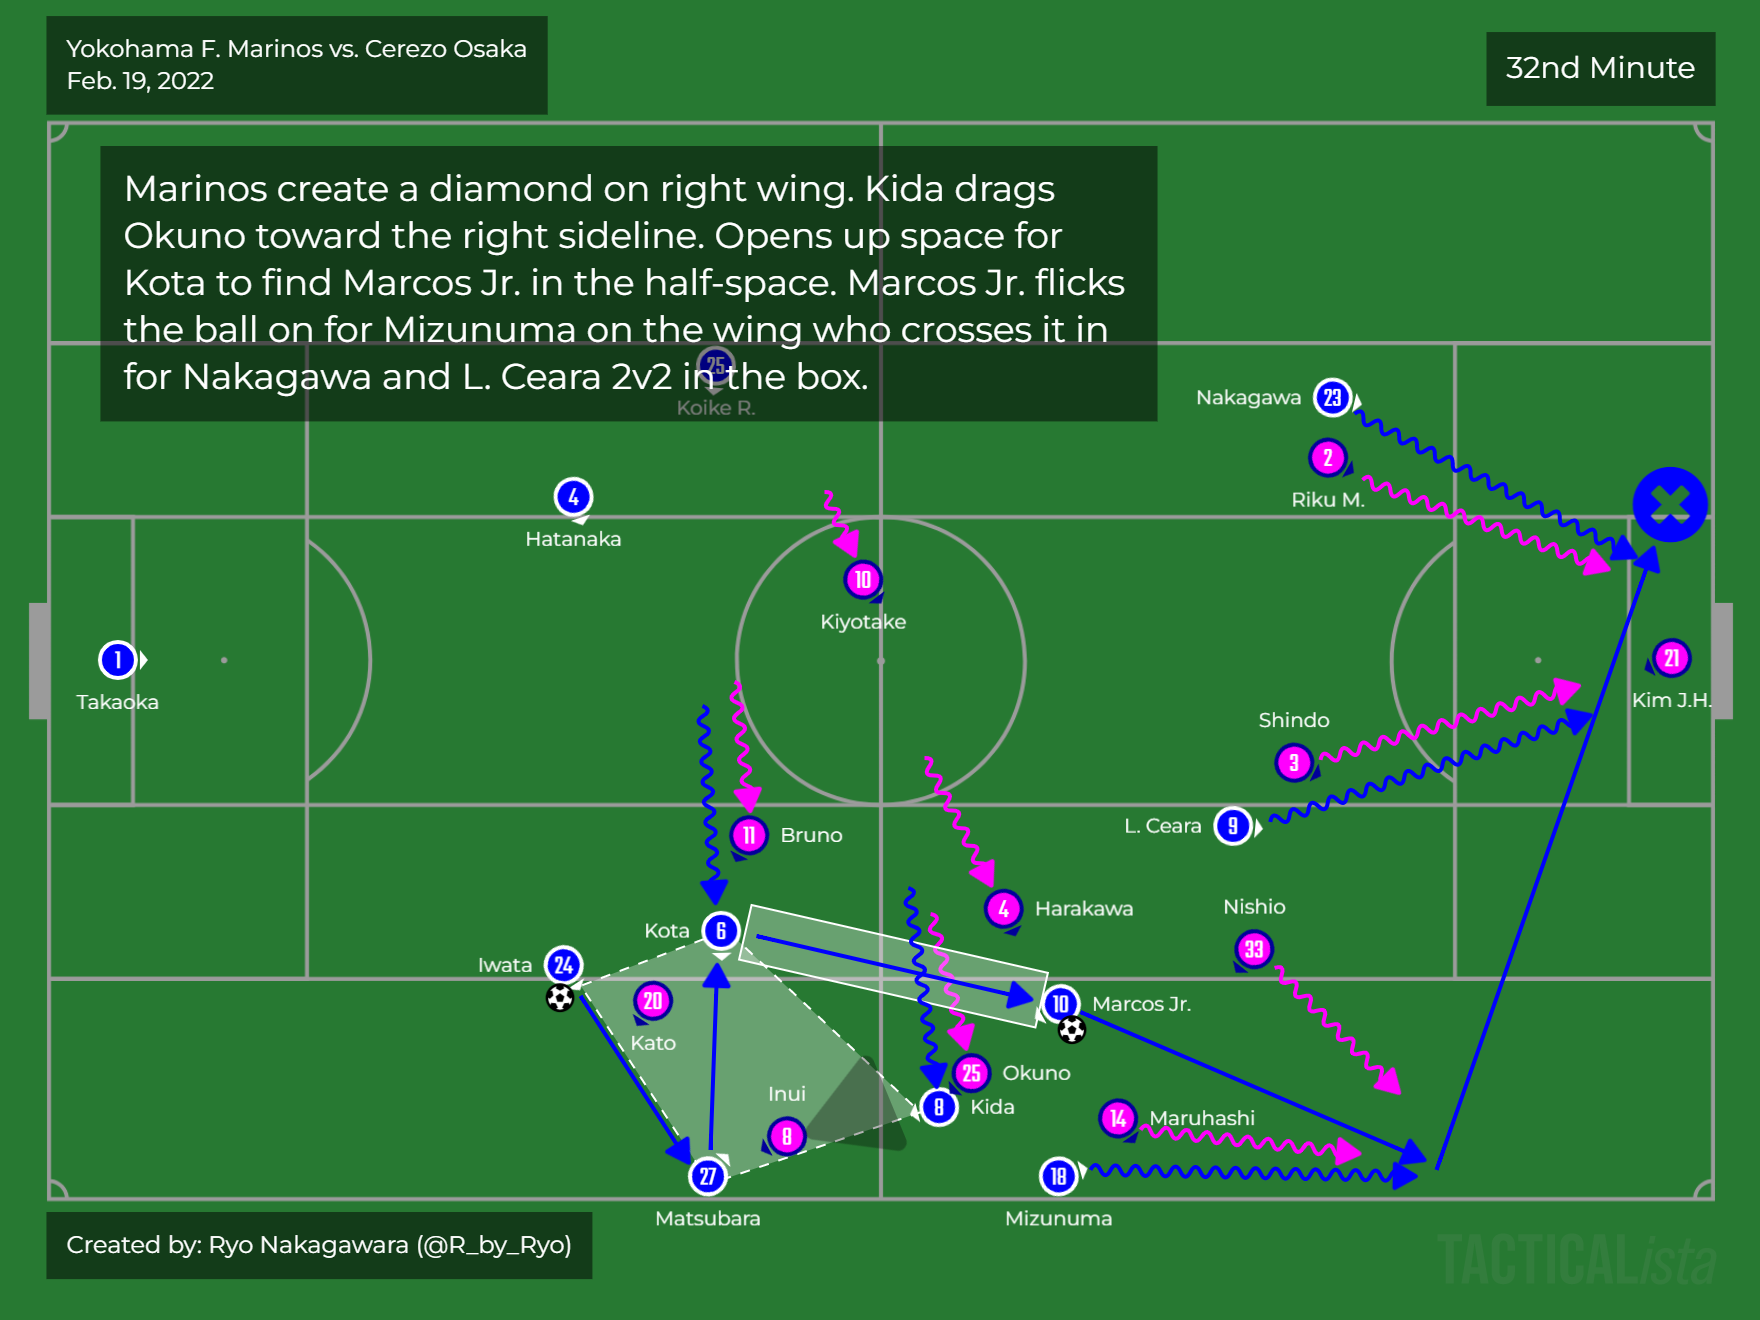 Yokohama F. Marinos vs. Cerezo Osaka
Feb. 19, 2022
32nd Minute
Marinos create a diamond on right wing. Kida drags
Okuno toward the right sideline. Opens up space for
Kota to find Marcos Jr. in the half-space. Marcos Jr. flicks
the ball on for Mizunuma on the wing who crosses it in
for Nakagawa and L. Ceara 2v2 in the box.
25
Koike R.
Nakagawa 23
2
Riku M.
4
Hatanaka
10
Kiyotake
1
Takaoka
21
Kim J.H.
Shindo
3
L. Ceara 9
11 Bruno
Kota 6
4 Harakawa
Nishio
33
Iwata 24
20
Kato
10 Marcos Jr.
25 Okuno
Inui
8
8 Kida
14 Maruhashi
27
Matsubara
18
Mizunuma
Created by: Ryo Nakagawara (@R_by_Ryo)
TACTICALista